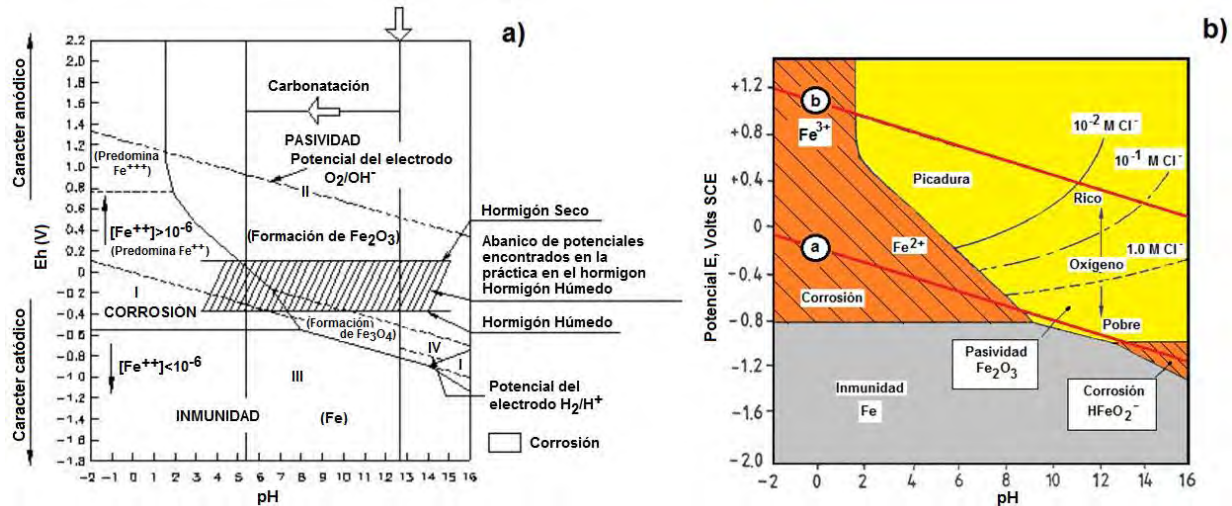 a)
Caracter anódico
Caracter catódico
Eh (V)
2.2
2.0
1.8
1.6
1.4
1.2
1.0
0.8
0.6
0.4
0.2
0
-0.2
-0.4
-0.6
-0.8
-1 0
-1.2
-1.4
-1.6
-1.8
-2 -1 0 1 2 3 4 5 6 7 8 9 10 11 12 13 14 15 16
pH
Carbonatación
PASIVIDAD
Potencial del electrodo
O2/OH-
II
(Predomina
Fe+++)
[Fe++]>10-6
(Predomina Fe++)
(Formación de Fe2O3)
I
CORROSIÓN
(Formación
de Fe3O4)
IV
I
[Fe++]<10-6
III
INMUNIDAD
(Fe)
Hormigón Seco
Abanico de potenciales
encontrados en la
práctica en el hormigon
Hormigón Húmedo
Hormigón Húmedo
Potencial del
electrodo H2/H+
Corrosión
b)
Potencial E, Volts SCE
+1.2
+0.8
+0.4
0
-0.4
-0.8
-1.2
-1.6
-2.0
-2 0 2 4 6 8 10 12 14 16
pH
b
Fe3+
10-2 M Cl-
10-1 M Cl-
Picadura
Rico
Fe2+
1.0 M Cl-
a
Oxigeno
Corrosión
Pobre
Pasividad
Fe2O3
Inmunidad
Fe
Corrosión
HFeO2-